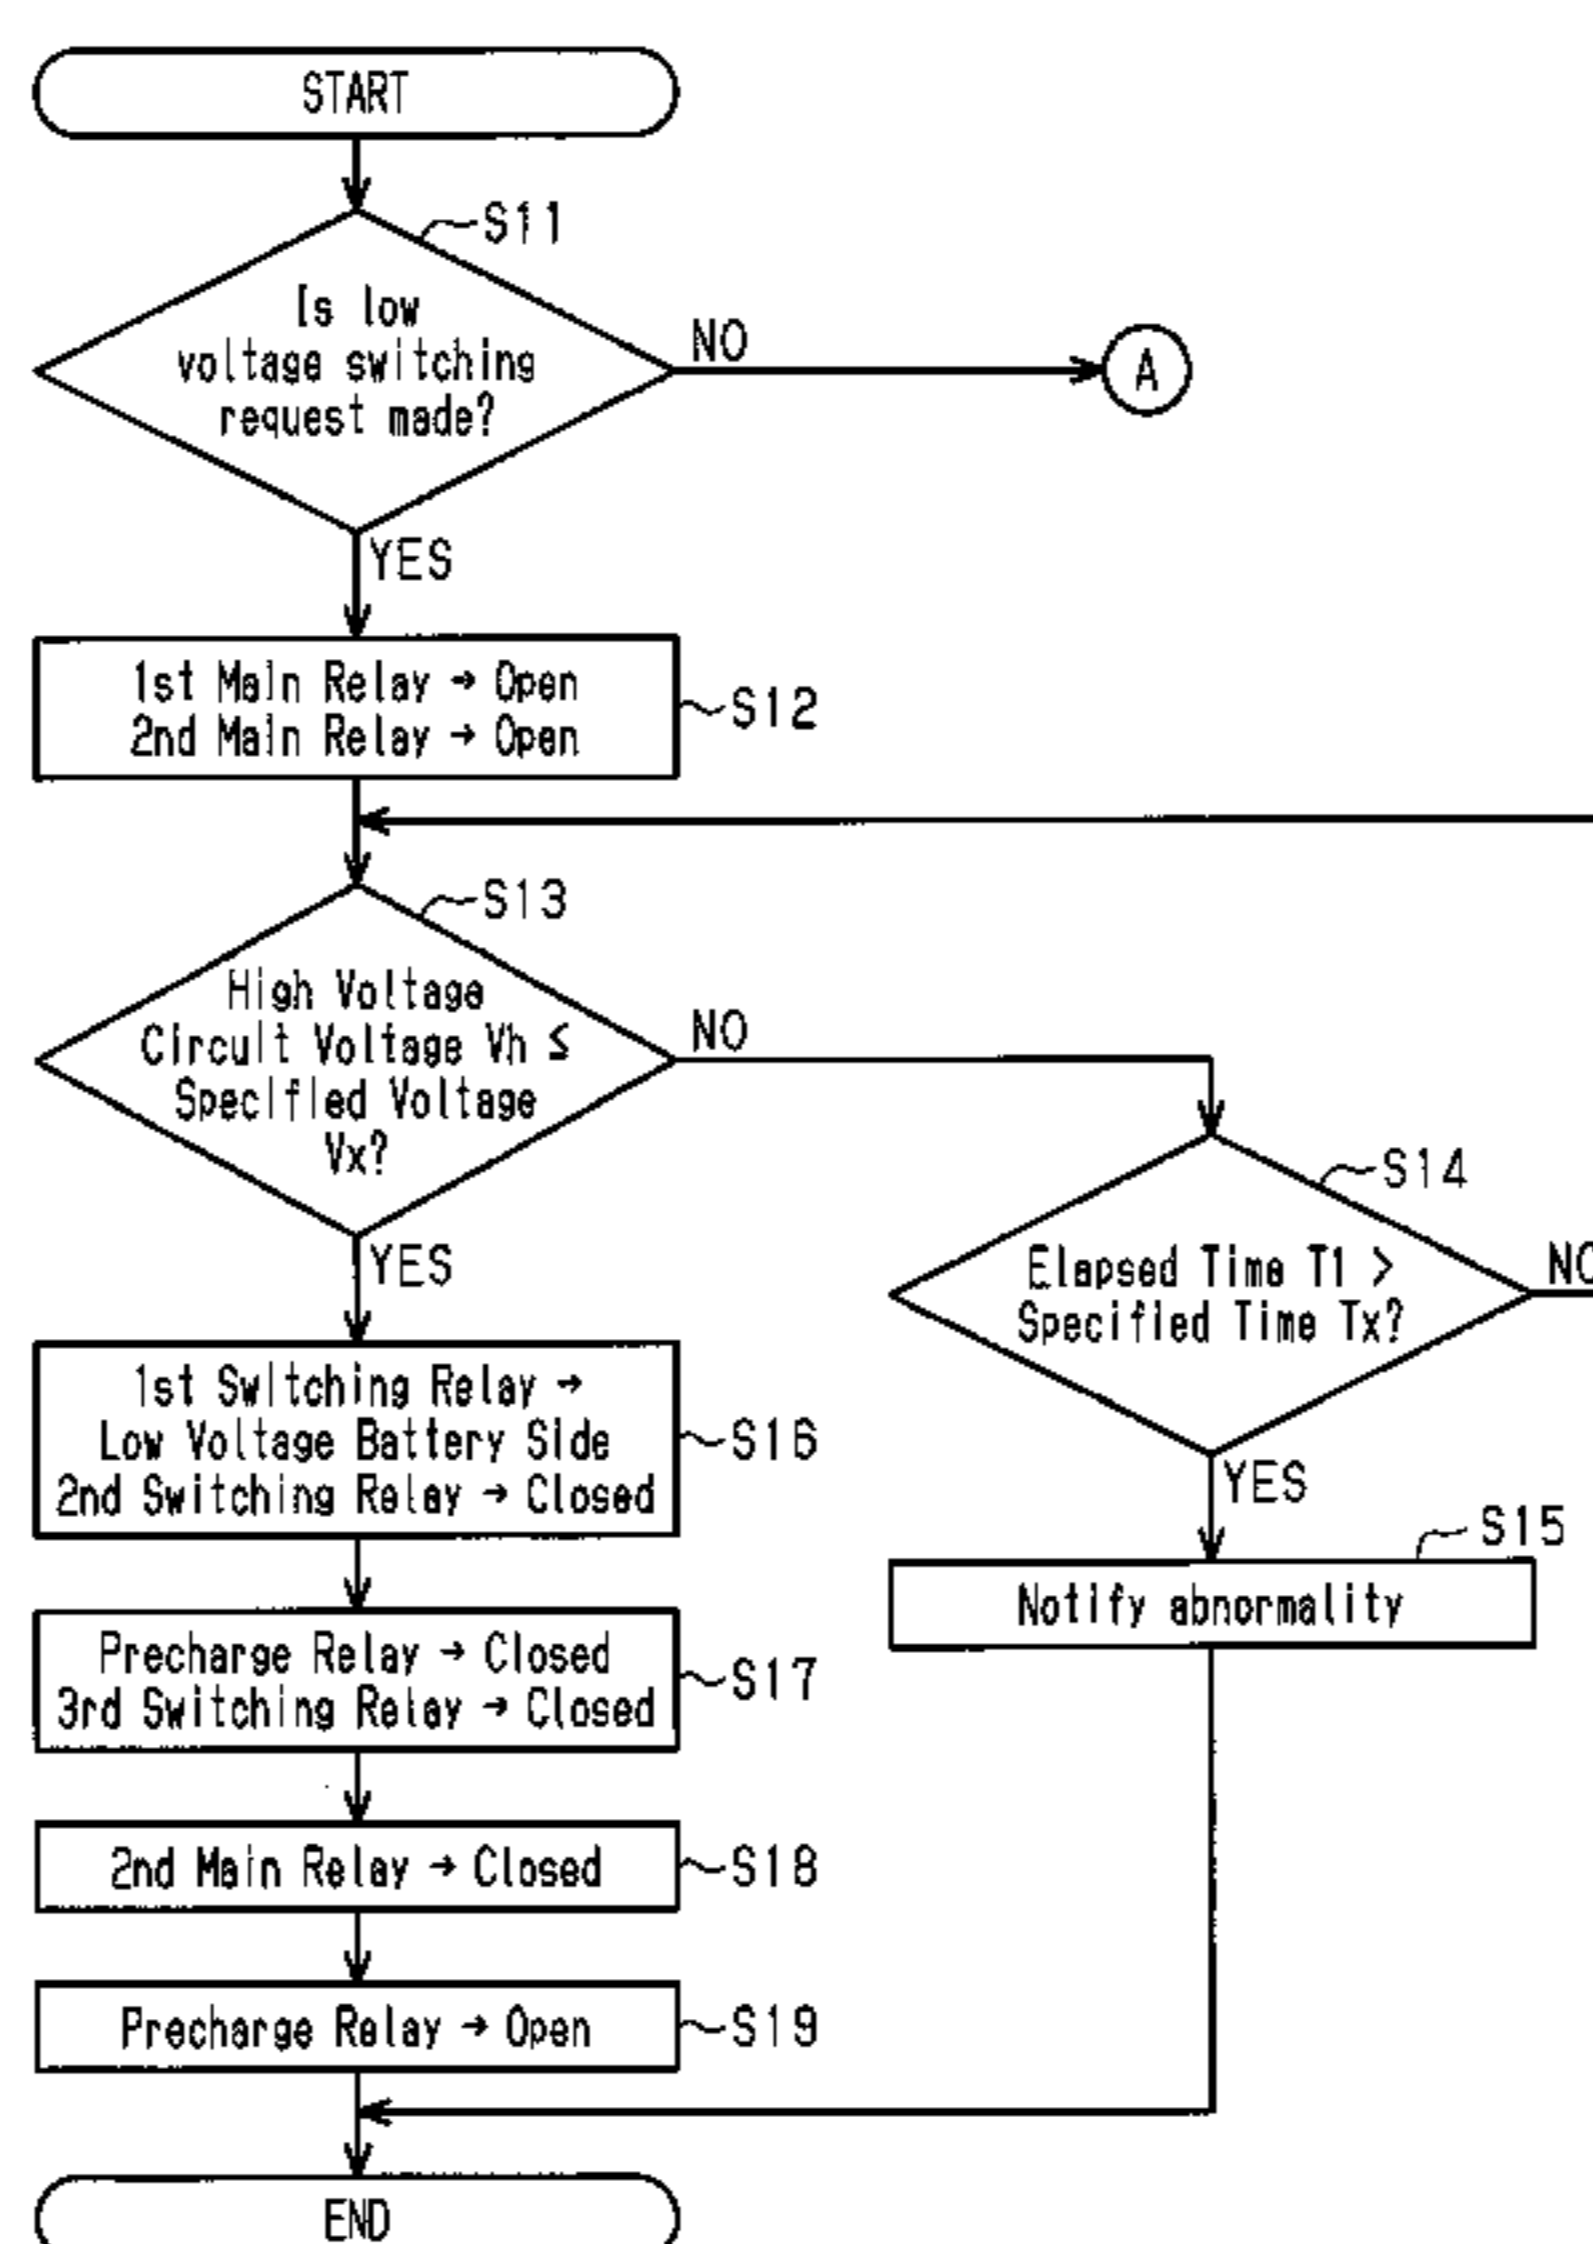 START
S11
Is low
voltage switching
request made?
NO
A
YES
1st Main Relay → Open
2nd Main Relay → Open
S12
S13
High Voltage
Circuit Voltage Vh ≤
Specified Voltage
Vx?
NO
YES
S14
Elapsed Time T1 >
Specified Time Tx?
NO
YES
S15
Notify abnormality
1st Switching Relay →
Low Voltage Battery Side
2nd Switching Relay → Closed
S16
Precharge Relay → Closed
3rd Switching Relay → Closed
S17
2nd Main Relay → Closed
S18
Precharge Relay → Open
S19
END